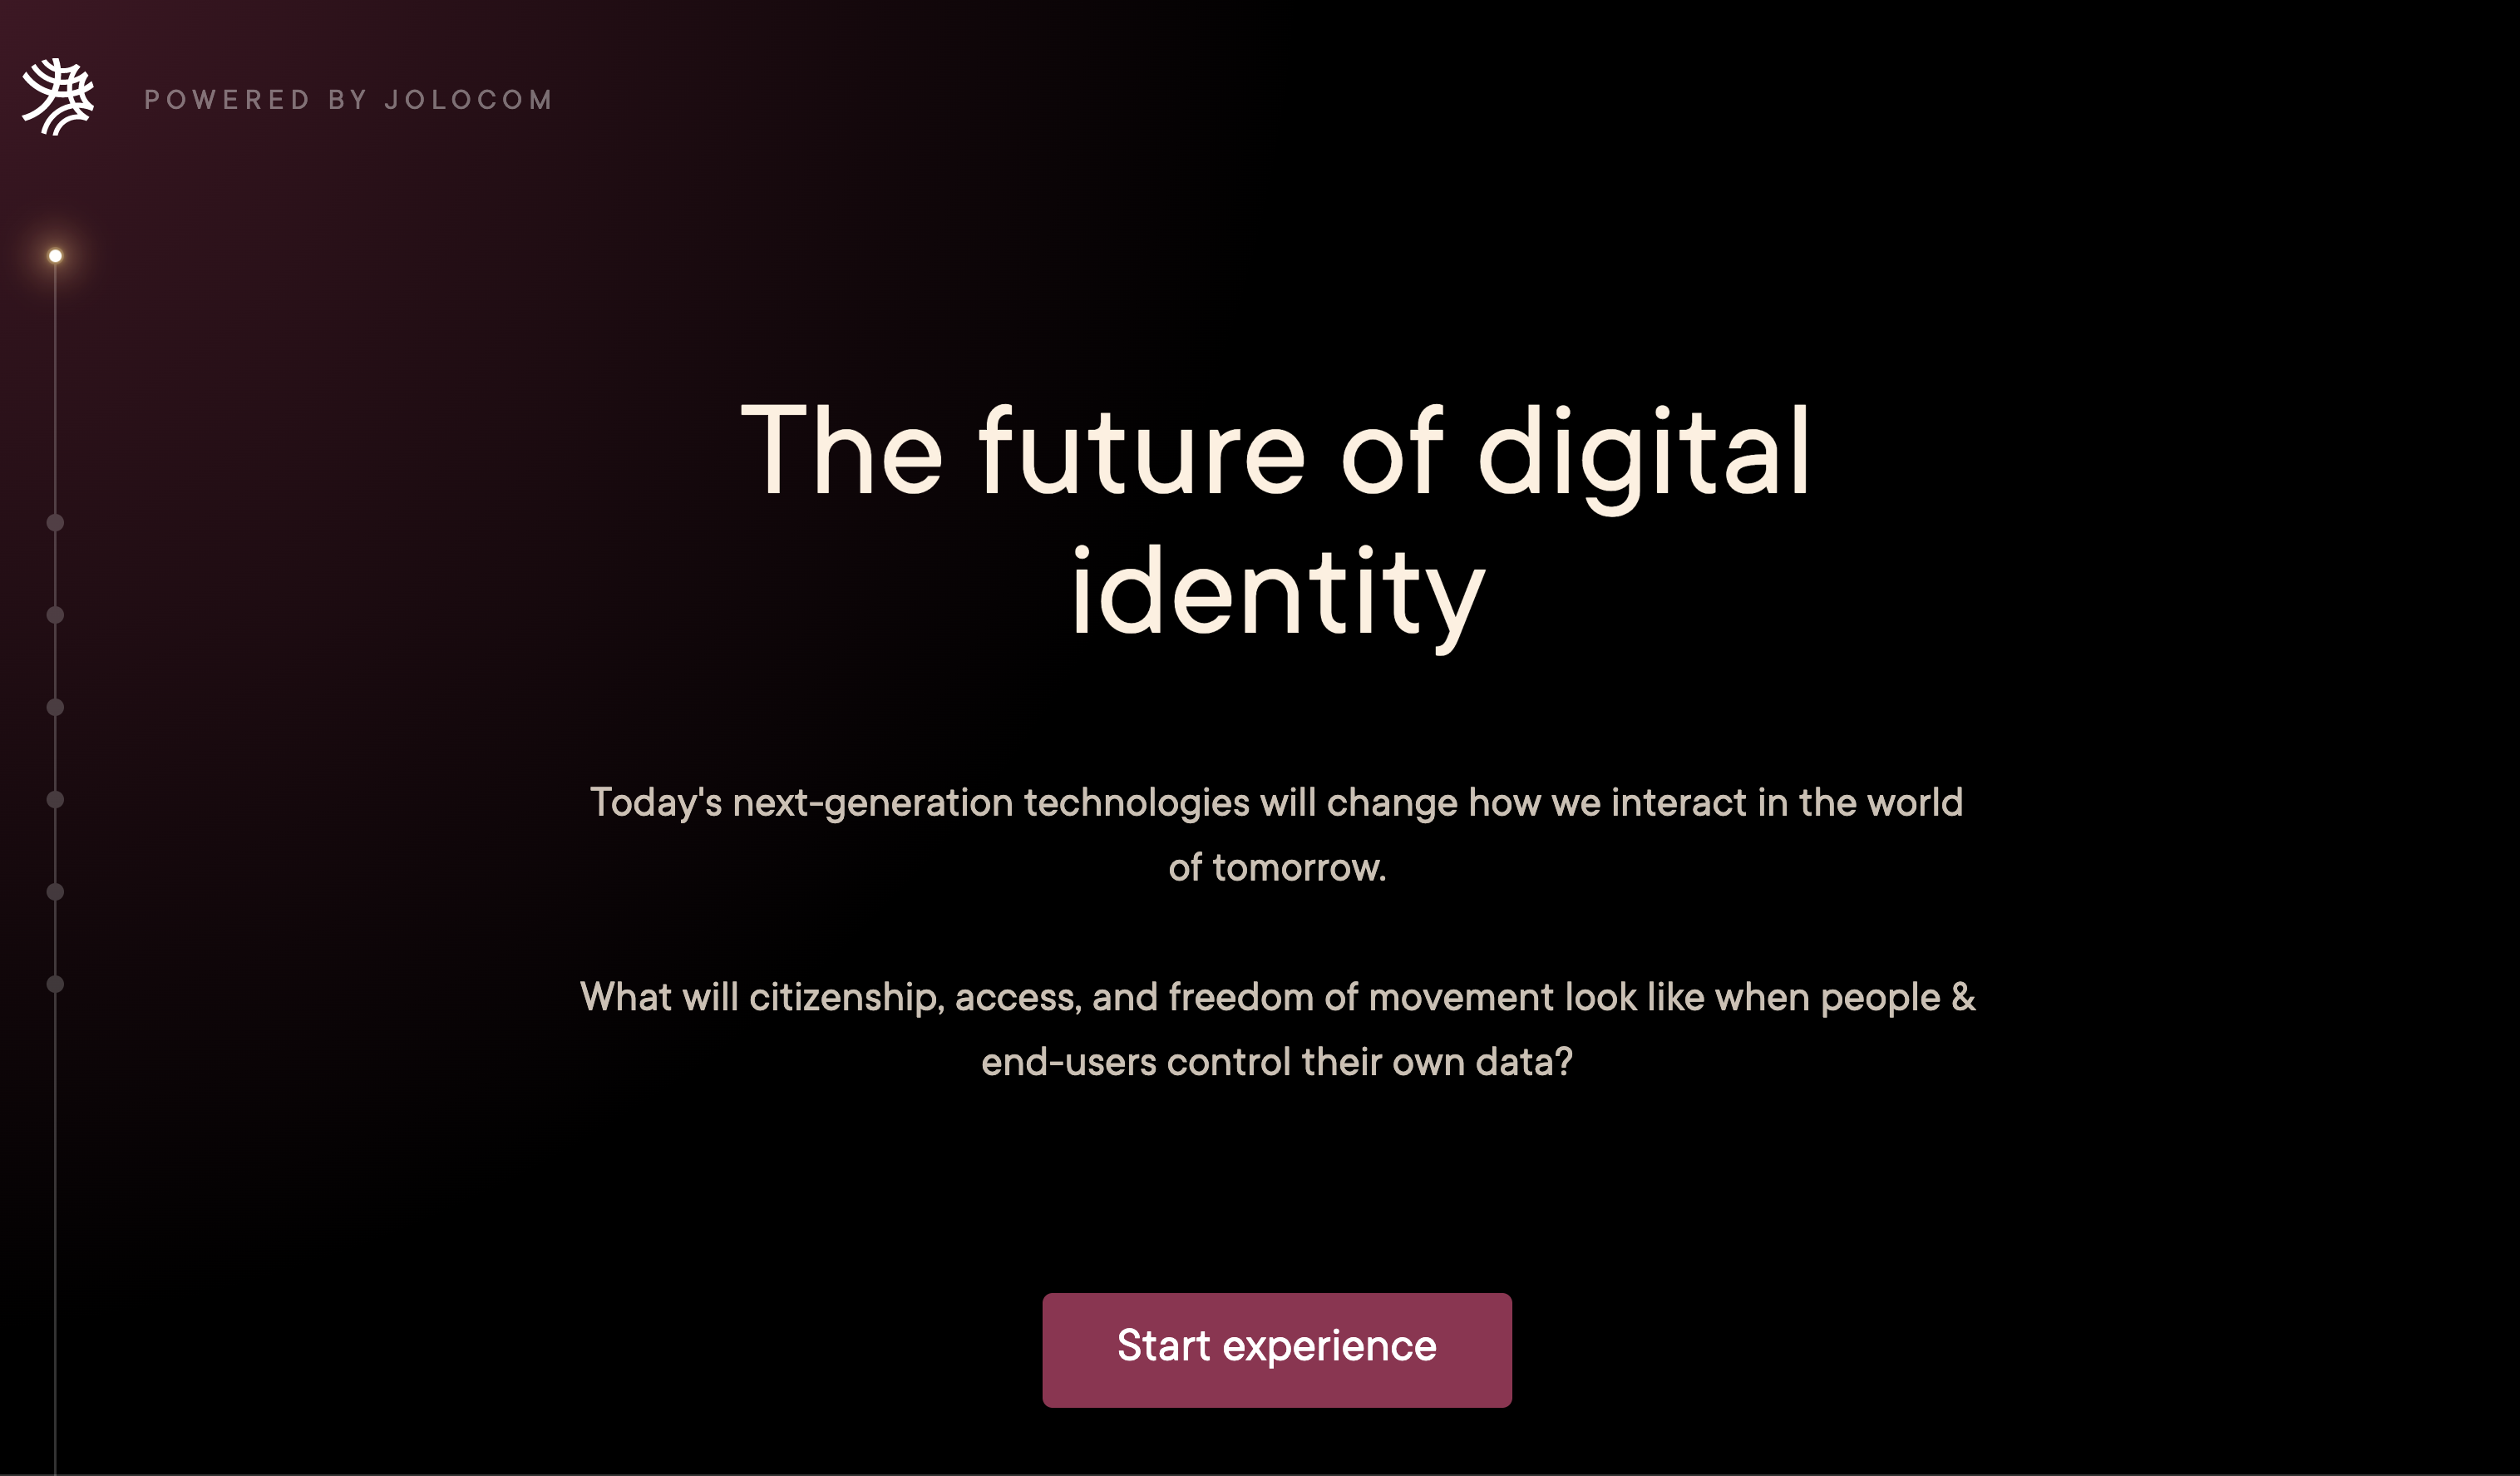 POWERED BY JOLOCOM
The future of digital
identity
Today's next-generation technologies will change how we interact in the world
of tomorrow.
What will citizenship, access, and freedom of movement look like when people &
end-users control their own data?
Start experience